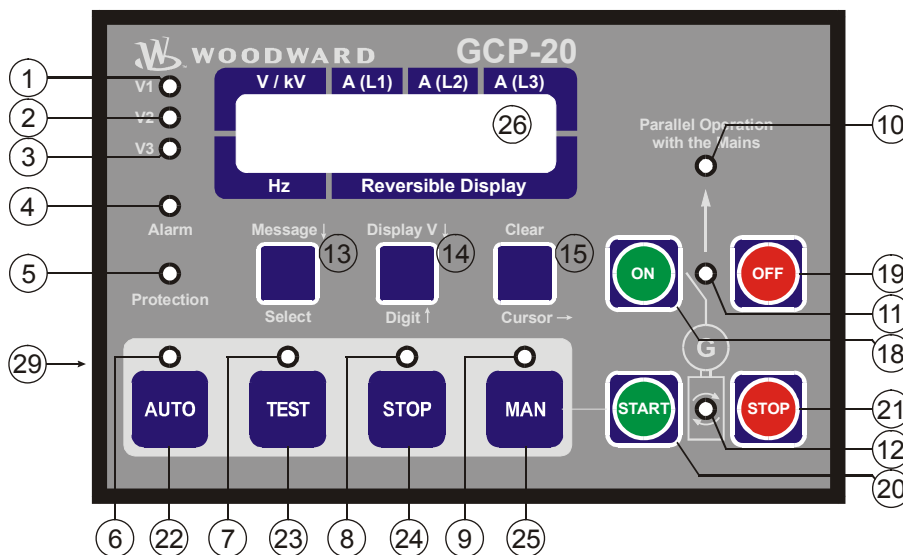 WOODWARD GCP-20
V / kV A (L1) A (L2) A (L3)
1 V1
2 V2
3 V3
26
Hz Reversible Display
Parallel Operation
with the Mains
10
4
Alarm
5
Protection
Message ↓ Display V ↓ Clear
13 14 15
Select Digit ↑ Cursor →
ON OFF
19
11
18
G
29
AUTO TEST STOP MAN START STOP
21
12
20
6 22 7 23 8 24 9 25